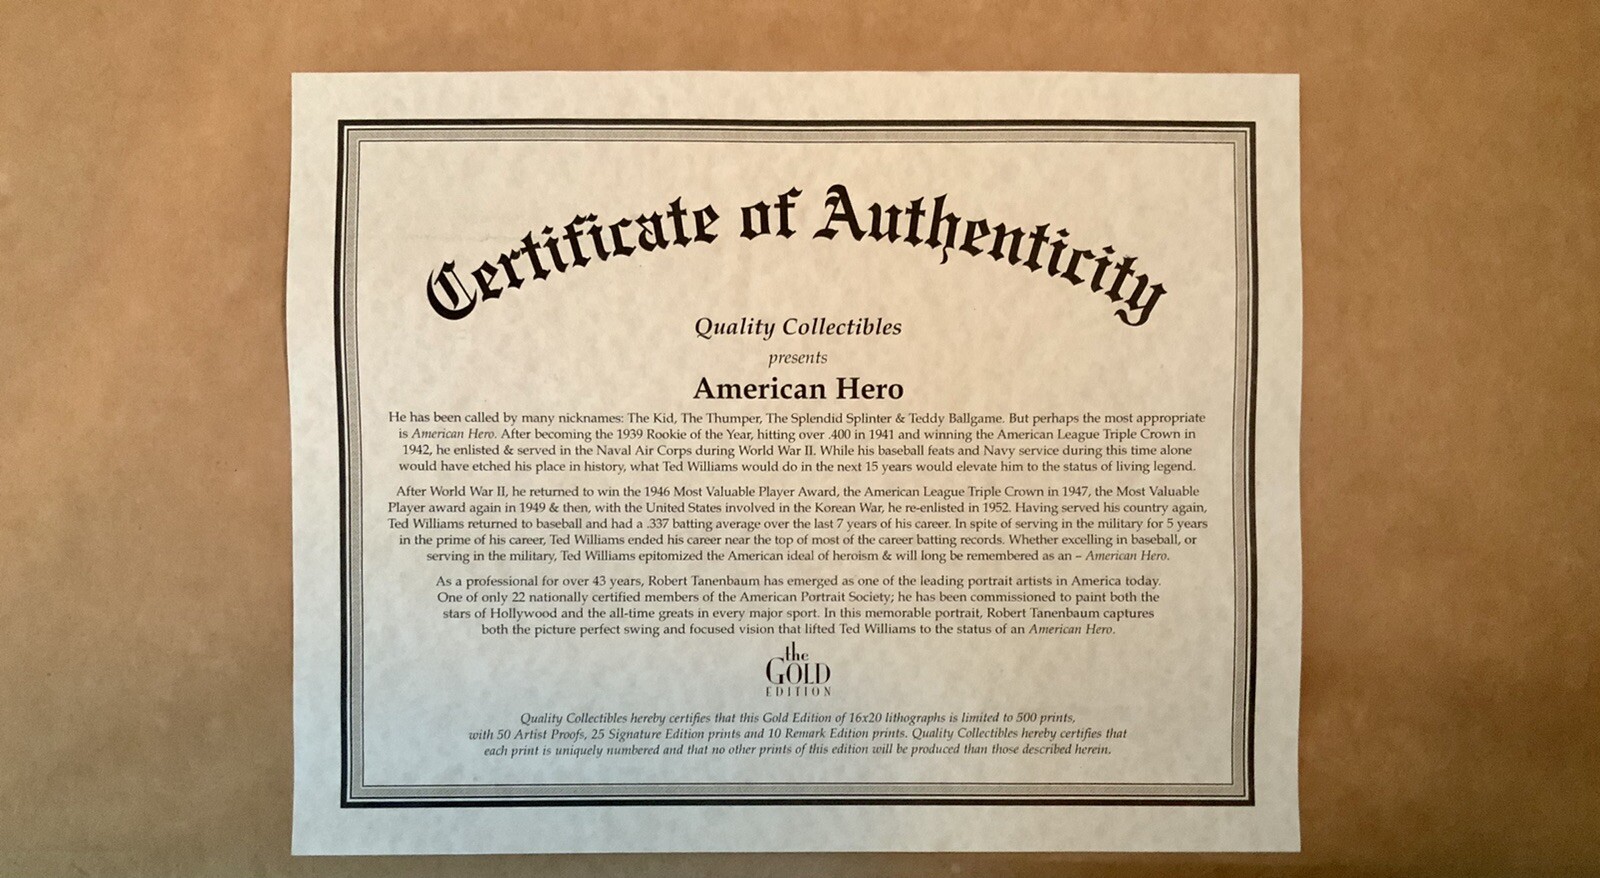 Certificate of Authenticity
Quality Collectibles
presents
American Hero
He has been called by many nicknames: The Kid, The Thumper, The Splendid Splinter & Teddy Ballgame. But perhaps the most appropriate
is American Hero. After becoming the 1939 Rookie of the Year, hitting over .400 in 1941 and winning the American League Triple Crown in
1942, he enlisted & served in the Naval Air Corps during World War II. While his baseball feats and Navy service during this time alone
would have etched his place in history, what Ted Williams would do in the next 15 years would elevate him to the status of living legend.
After World War II, he returned to win the 1946 Most Valuable Player Award, the American League Triple Crown in 1947, the Most Valuable
Player award again in 1949 & then, with the United States involved in the Korean War, he re-enlisted in 1952. Having served his country again,
Ted Williams returned to baseball and had a .337 batting average over the last 7 years of his career. In spite of serving in the military for 5 years
in the prime of his career, Ted Williams ended his career near the top of most of the career batting records. Whether excelling in baseball, or
serving in the military, Ted Williams epitomized the American ideal of heroism & will long be remembered as an – American Hero.
As a professional for over 43 years, Robert Tanenbaum has emerged as one of the leading portrait artists in America today.
One of only 22 nationally certified members of the American Portrait Society; he has been commissioned to paint both the
stars of Hollywood and the all-time greats in every major sport. In this memorable portrait, Robert Tanenbaum captures
both the picture perfect swing and focused vision that lifted Ted Williams to the status of an American Hero.
the
GOLD
EDITION
Quality Collectibles hereby certifies that this Gold Edition of 16x20 lithographs is limited to 500 prints,
with 50 Artist Proofs, 25 Signature Edition prints and 10 Remark Edition prints. Quality Collectibles hereby certifies that
each print is uniquely numbered and that no other prints of this edition will be produced than those described herein.